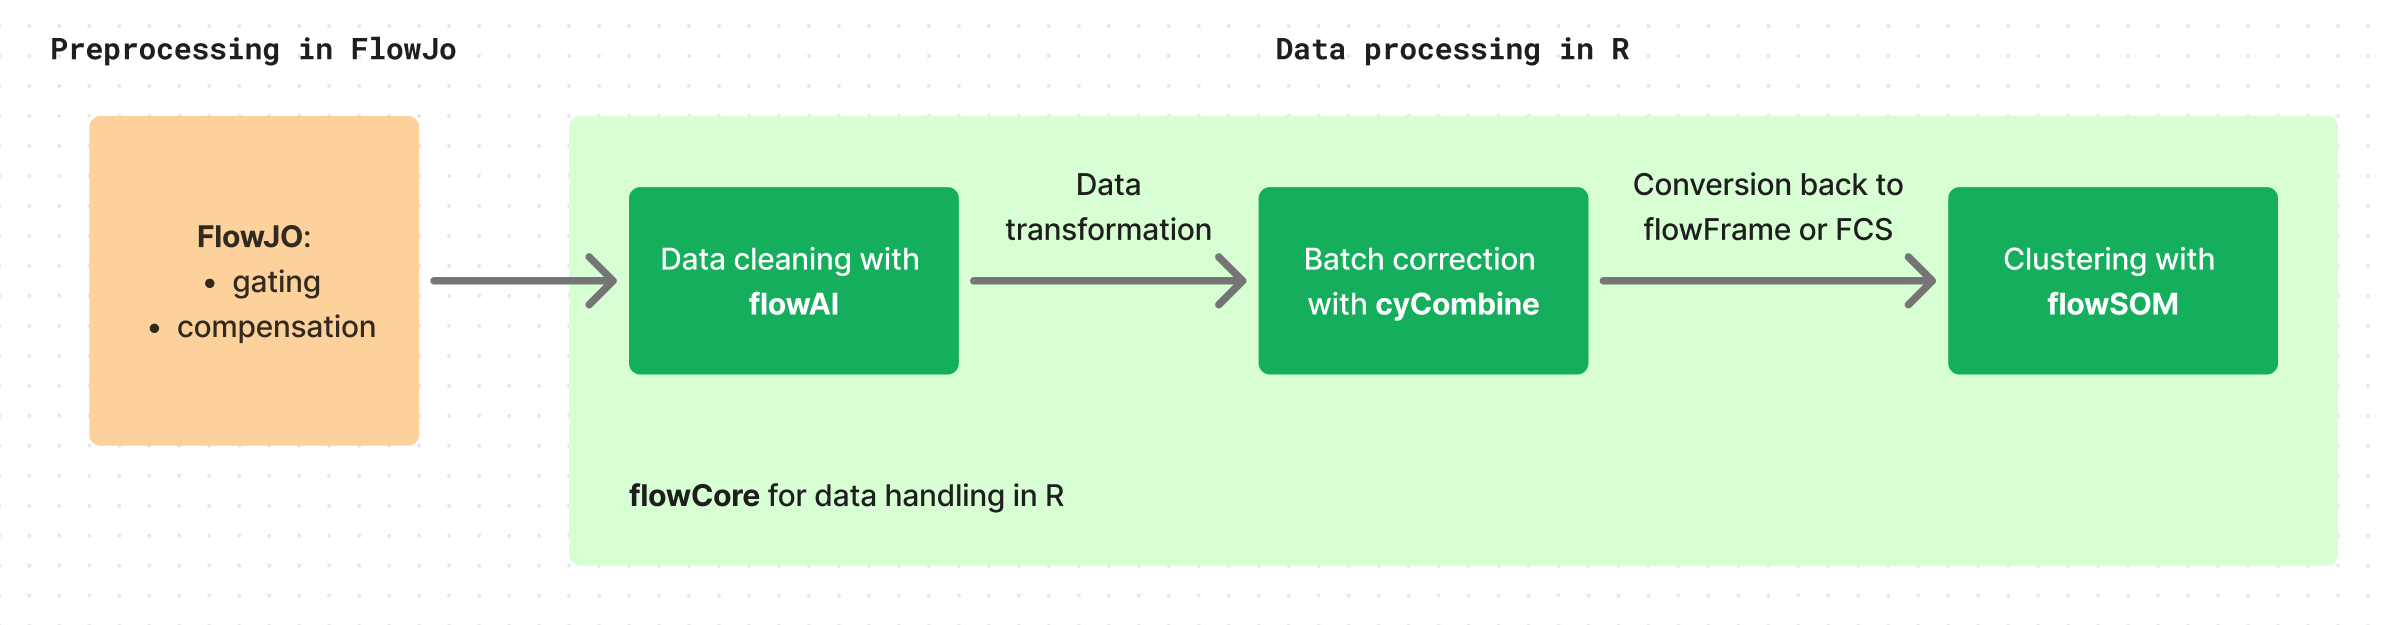 Preprocessing in FlowJo
Data processing in R
FlowJO:
• gating
• compensation
Data cleaning with
flowAI
Data
transformation
Batch correction
with cyCombine
Conversion back to
flowFrame or FCS
Clustering with
flowSOM
flowCore for data handling in R